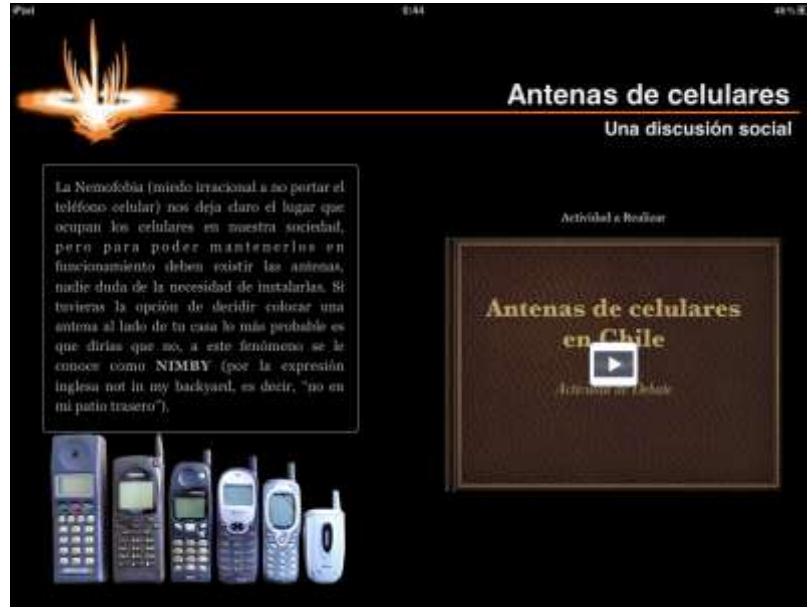 iPad
Antenas de celulares
Una discusión social
La Nemofobia (miedo irracional a no portar el
teléfono celular) nos deja claro el lugar que
ocupan los celulares en nuestra sociedad,
pero para poder mantenerlos en
funcionamiento deben existir las antenas,
nadie duda de la necesidad de instalarlas. Si
tuvieras la opción de decidir colocar una
antena al lado de tu casa lo más probable es
que dirías que no, a este fenómeno se le
conoce como NIMBY (por la expresión
inglesa not in my backyard, es decir, "no en
mi patio trasero").
Actividad a Realizar
Antenas de celulares
en Chile
Actividad de Debate